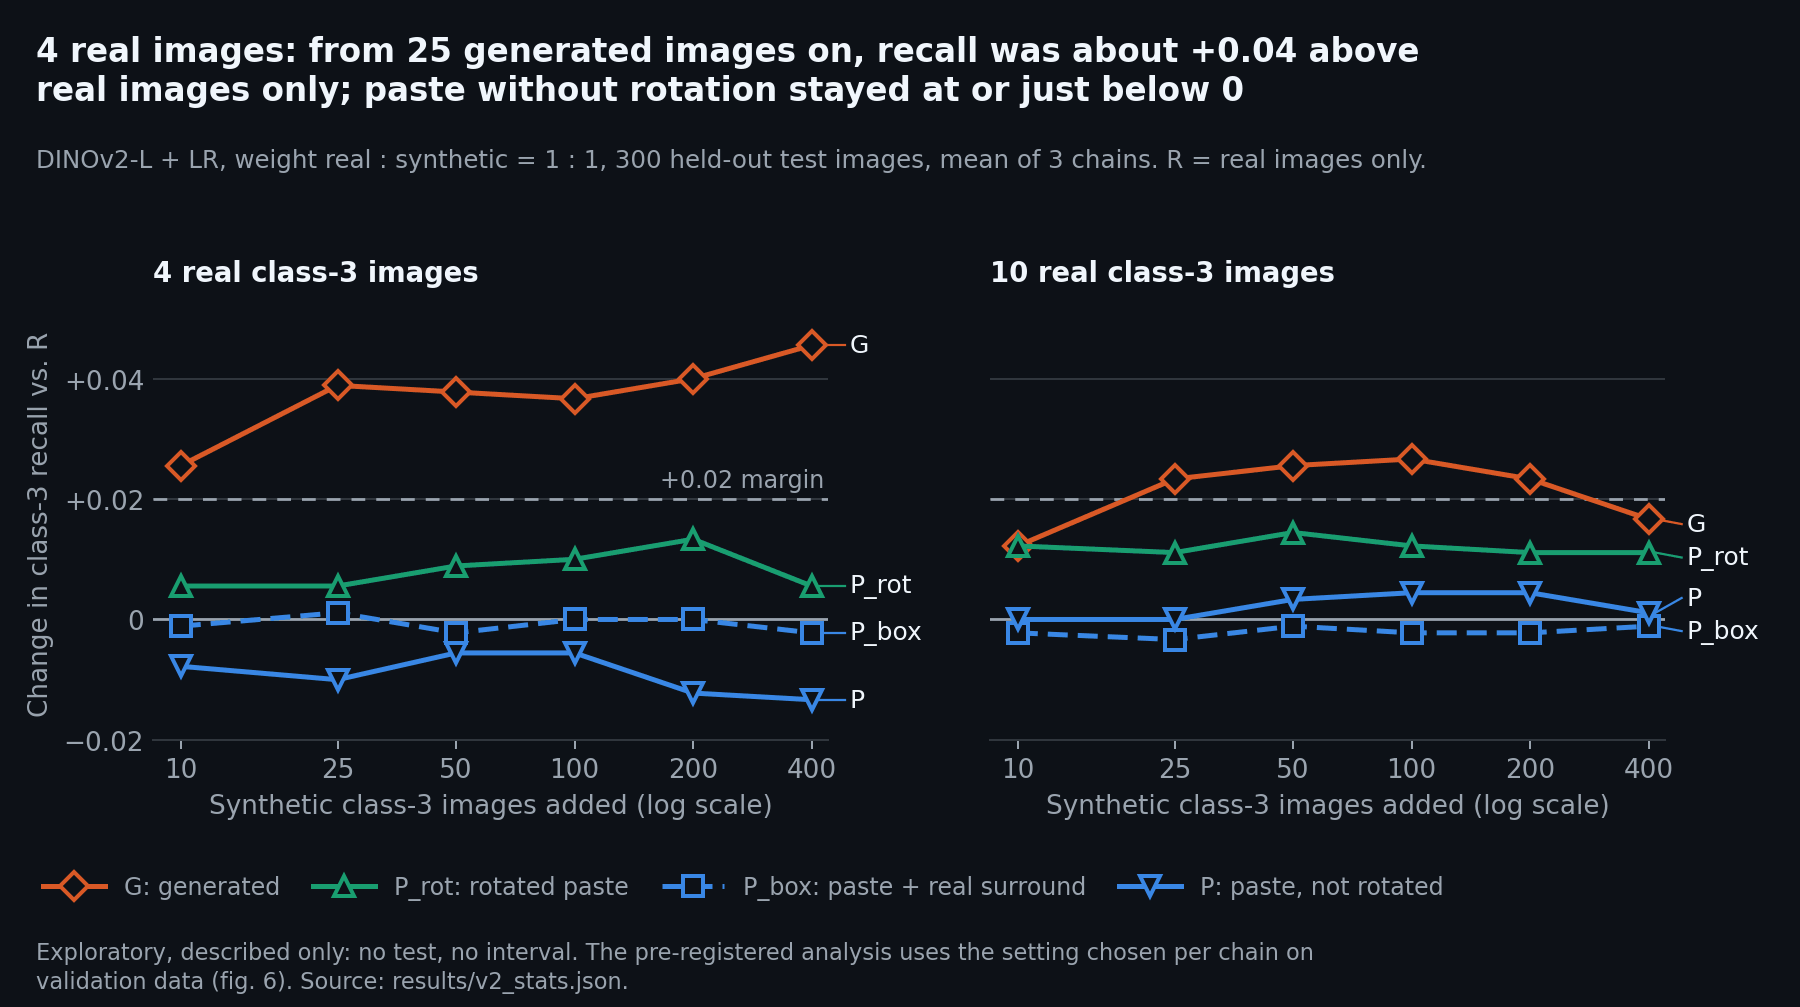 4 real images: from 25 generated images on, recall was about +0.04 above
real images only; paste without rotation stayed at or just below 0
DINOv2-L + LR, weight real : synthetic = 1 : 1, 300 held-out test images, mean of 3 chains. R = real images only.
4 real class-3 images
10 real class-3 images
Change in class-3 recall vs. R
+0.04
+0.02
0
−0.02
+0.02 margin
G
P_rot
P_box
P
G
P_rot
P
P_box
10 25 50 100 200 400
10 25 50 100 200 400
Synthetic class-3 images added (log scale)
Synthetic class-3 images added (log scale)
G: generated
P_rot: rotated paste
P_box: paste + real surround
P: paste, not rotated
Exploratory, described only: no test, no interval. The pre-registered analysis uses the setting chosen per chain on
validation data (fig. 6). Source: results/v2_stats.json.